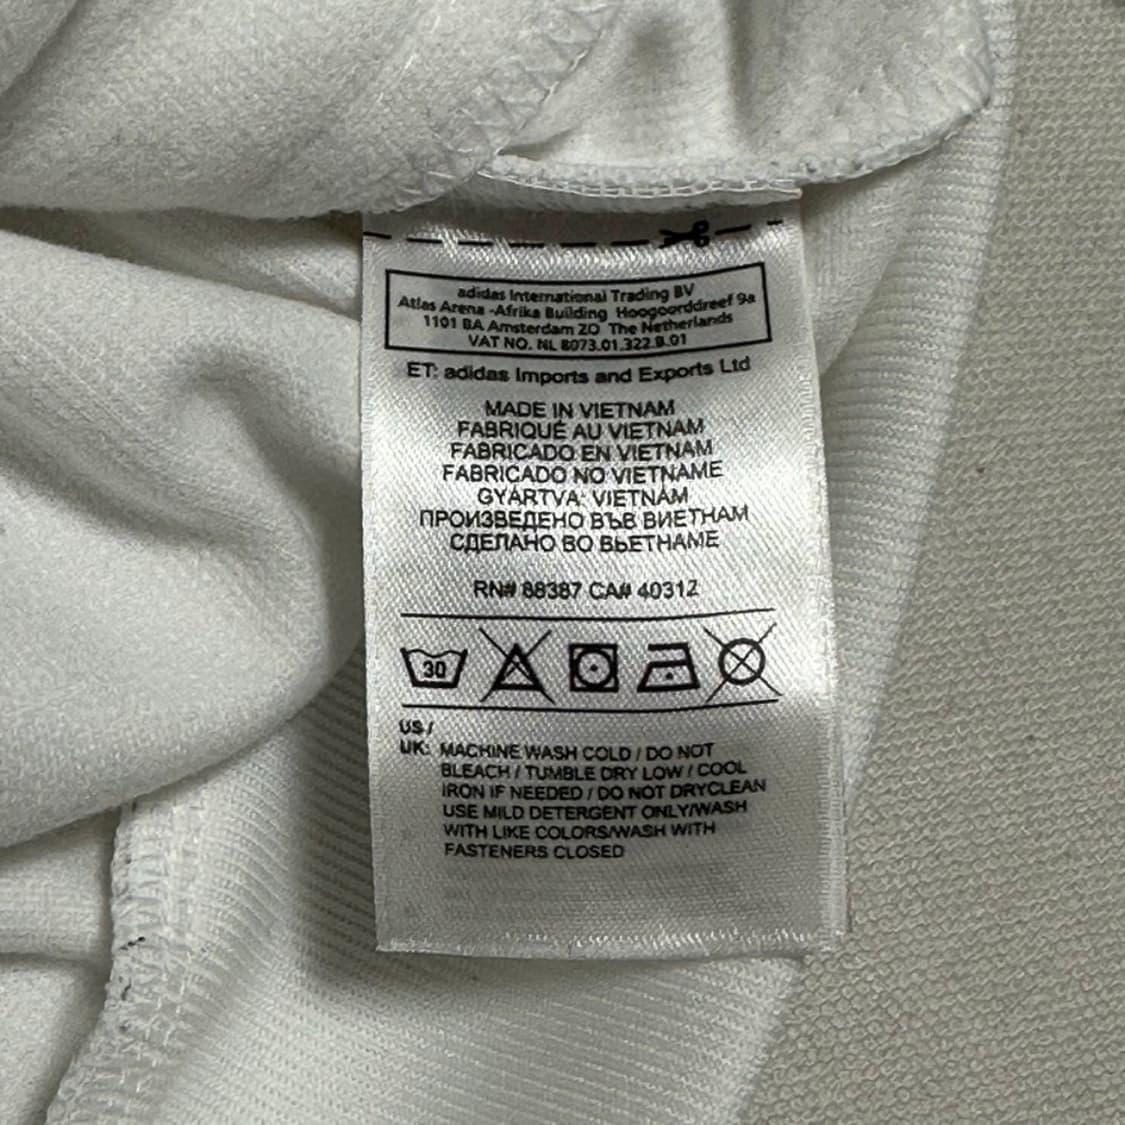 adidas International Trading BV
Atlas Arena -Afrika Building Hoogoorddreef 9a
1101 BA Amsterdam ZO The Netherlands
VAT NO. NL 8073.01.322.B.01
ET: adidas Imports and Exports Ltd
MADE IN VIETNAM
FABRIQUÉ AU VIETNAM
FABRICADO EN VIETNAM
FABRICADO NO VIETNAME
GYÁRTVA: VIETNAM
ПРОИЗВЕДЕНО ВЪВ ВИЕТНАМ
СДЕЛАНО ВО ВЬЕТНАМЕ
RN# 88387 CA# 40312
30
US /
UK: MACHINE WASH COLD / DO NOT
BLEACH / TUMBLE DRY LOW / COOL
IRON IF NEEDED / DO NOT DRYCLEAN
USE MILD DETERGENT ONLY/WASH
WITH LIKE COLORS/WASH WITH
FASTENERS CLOSED